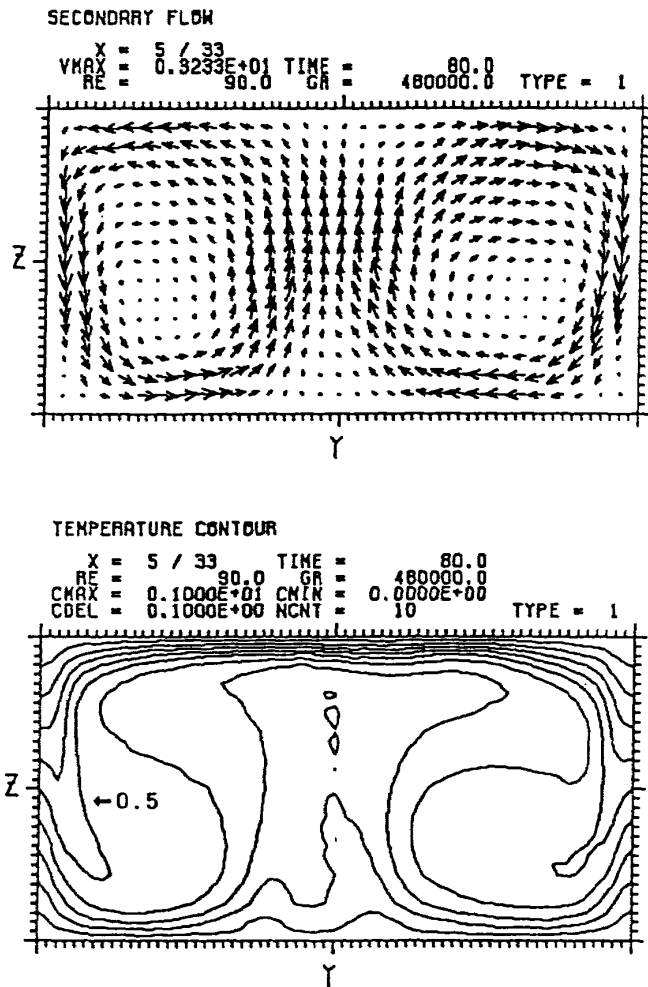 SECONDARY FLOW
X = 5 / 33
VMAX = 0.3233E+01 TIME = 80.0
RE = 90.0 GR = 480000.0 TYPE = 1
Z
Y
TEMPERATURE CONTOUR
X = 5 / 33 TIME = 80.0
RE = 90.0 GR = 480000.0
CMAX = 0.1000E+01 CMIN = 0.0000E+00
CDEL = 0.1000E+00 NCNT = 10 TYPE = 1
Z
←0.5
Y